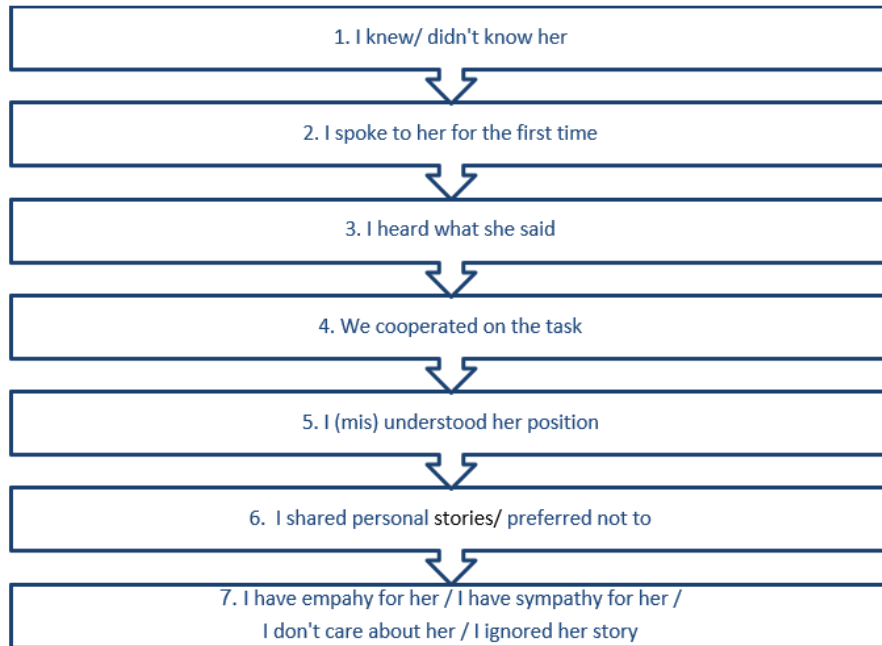 1. I knew/ didn't know her
2. I spoke to her for the first time
3. I heard what she said
4. We cooperated on the task
5. I (mis) understood her position
6. I shared personal stories/ preferred not to
7. I have empahy for her / I have sympathy for her /
I don't care about her / I ignored her story